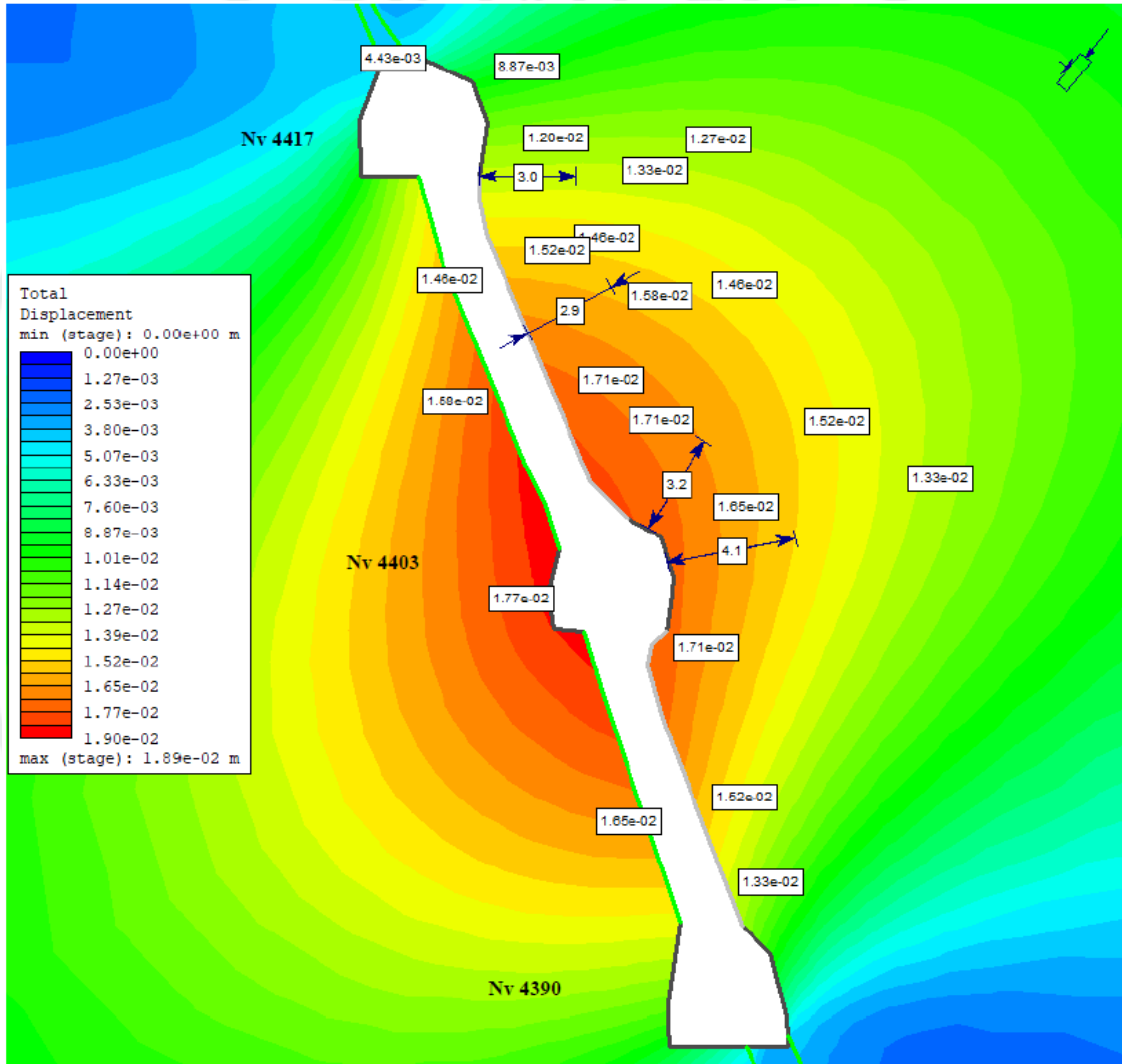 4.43e-03
8.87e-03
Nv 4417
1.20e-02
1.27e-02
3.0
1.33e-02
1.46e-02
1.52e-02
1.46e-02
1.46e-02
1.58e-02
2.9
Total
Displacement
min (stage): 0.00e+00 m
0.00e+00
1.27e-03
2.53e-03
3.80e-03
5.07e-03
6.33e-03
7.60e-03
8.87e-03
1.01e-02
1.14e-02
1.27e-02
1.39e-02
1.52e-02
1.65e-02
1.77e-02
1.90e-02
max (stage): 1.89e-02 m
1.71e-02
1.58e-02
1.71e-02
1.52e-02
1.33e-02
3.2
1.65e-02
4.1
Nv 4403
1.77e-02
1.71e-02
1.52e-02
1.65e-02
1.33e-02
Nv 4390